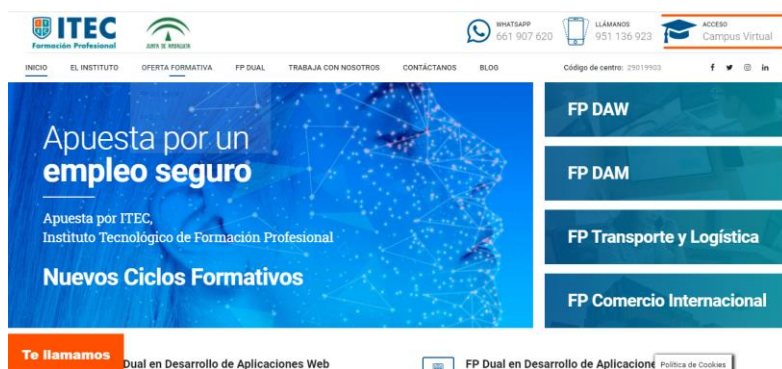 ITEC
Formación Profesional
JUNTA DE ANDALUCIA
WHATSAPP
661 907 620
LLÁMANOS
951 136 923
ACCESO
Campus Virtual
INICIO EL INSTITUTO OFERTA FORMATIVA FP DUAL TRABAJA CON NOSOTROS CONTÁCTANOS BLOG Código de centro: 29019903
Apuesta por un
empleo seguro
Apuesta por ITEC,
Instituto Tecnológico de Formación Profesional
Nuevos Ciclos Formativos
FP DAW
FP DAM
FP Transporte y Logística
FP Comercio Internacional
Te llamamos
Dual en Desarrollo de Aplicaciones Web
FP Dual en Desarrollo de Aplicacione
Política de Cookies